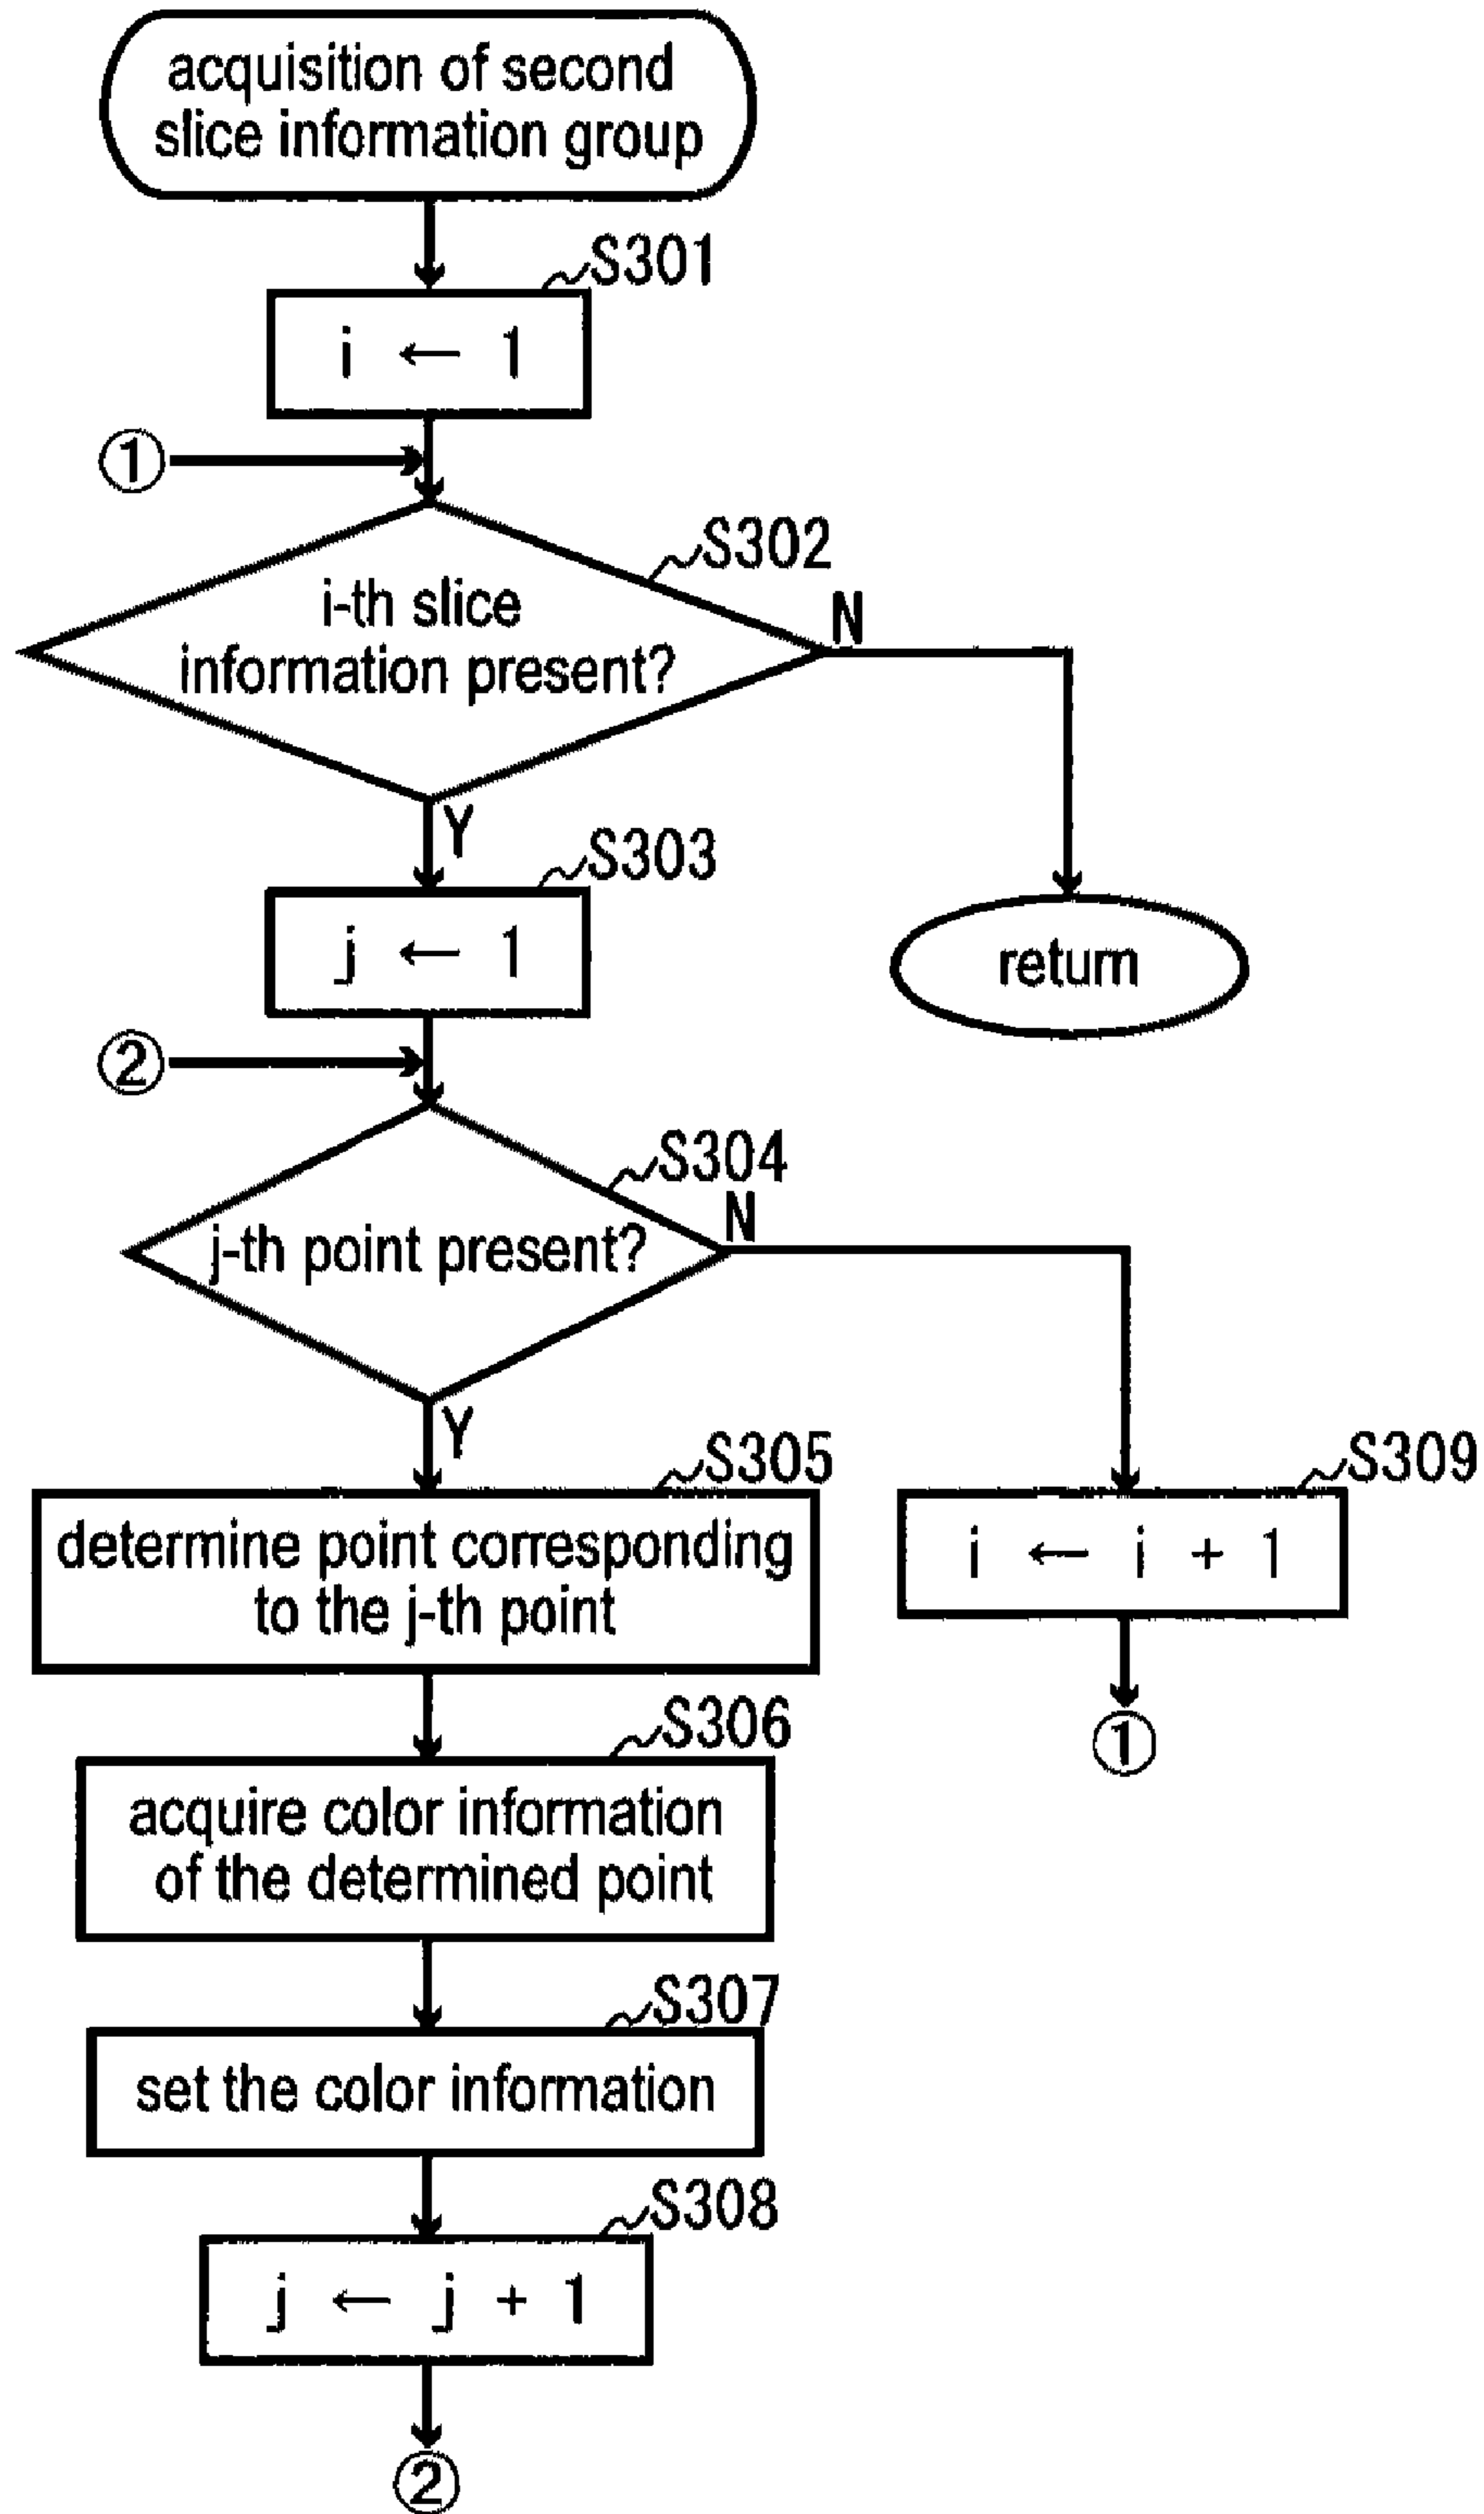 acquisition of second
slice information group
S301
i ← 1
①
S302
i-th slice
information present?
N
Y
S303
j ← 1
return
②
S304
j-th point present?
N
Y
S305
determine point corresponding
to the j-th point
S309
i ← i + 1
①
S306
acquire color information
of the determined point
S307
set the color information
S308
j ← j + 1
②